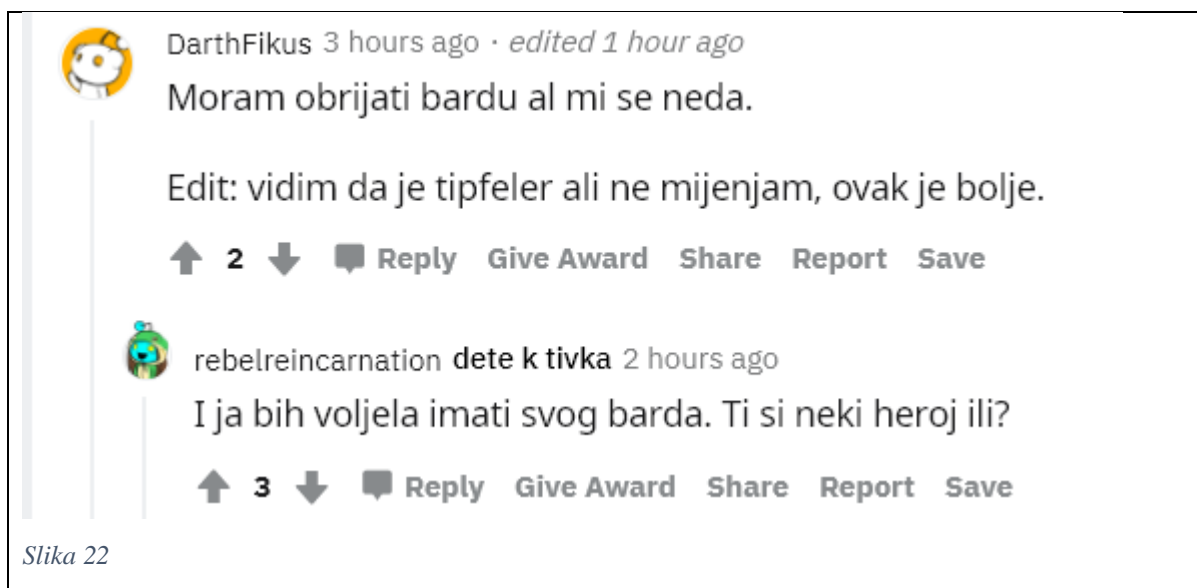 DarthFikus 3 hours ago · edited 1 hour ago
Moram obrijati bardu al mi se neda.
Edit: vidim da je tipfeler ali ne mijenjam, ovak je bolje.
2 Reply Give Award Share Report Save
rebelreincarnation dete k tivka 2 hours ago
I ja bih voljela imati svog barda. Ti si neki heroj ili?
3 Reply Give Award Share Report Save
Slika 22